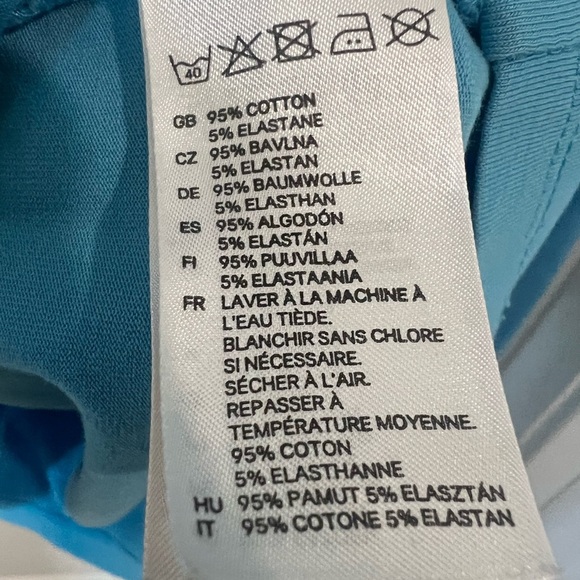 40
GB 95% COTTON
5% ELASTANE
CZ 95% BAVLNA
5% ELASTAN
DE 95% BAUMWOLLE
5% ELASTHAN
ES 95% ALGODÓN
5% ELASTÁN
FI 95% PUUVILLAA
5% ELASTAANIA
FR LAVER À LA MACHINE À
L'EAU TIÈDE.
BLANCHIR SANS CHLORE
SI NÉCESSAIRE.
SÉCHER À L'AIR.
REPASSER À
TEMPÉRATURE MOYENNE.
95% COTON
5% ELASTHANNE
HU 95% PAMUT 5% ELASZTÁN
IT 95% COTONE 5% ELASTAN